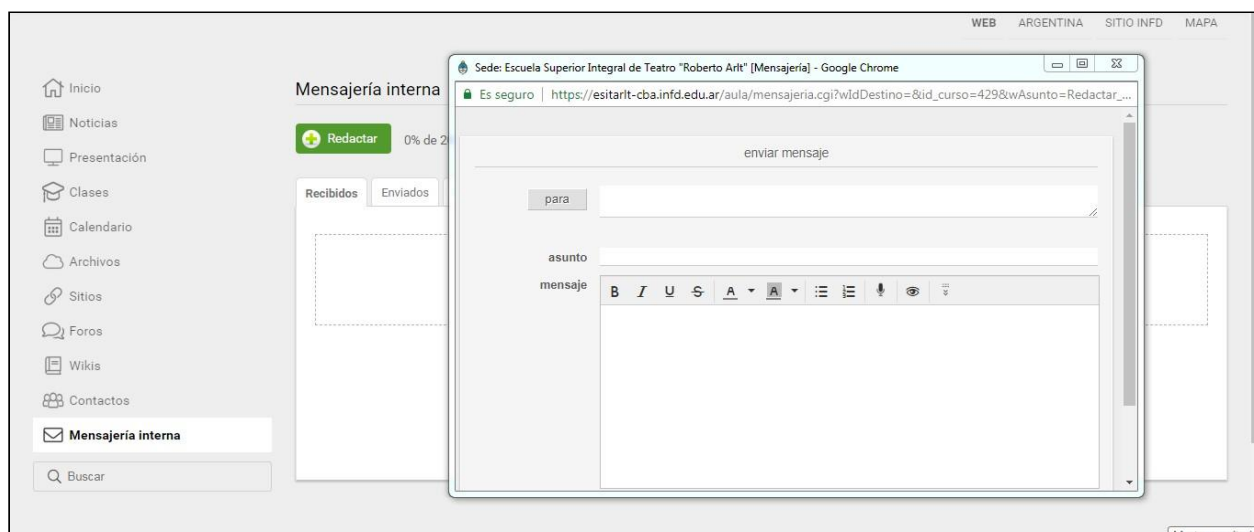 WEB ARGENTINA SITIO INFD MAPA
Inicio
Noticias
Presentación
Clases
Calendario
Archivos
Sitios
Foros
Wikis
Contactos
Mensajería interna
Buscar
Mensajería interna
Redactar 0% de
Recibidos Enviados
Sede: Escuela Superior Integral de Teatro "Roberto Arlt" [Mensajería] - Google Chrome
Es seguro | https://esitarlt-cba.infd.edu.ar/aula/mensajeria.cgi?wIdDestino=&id_curso=429&wAsunto=Redactar_...
enviar mensaje
para
asunto
mensaje
B I U S A A